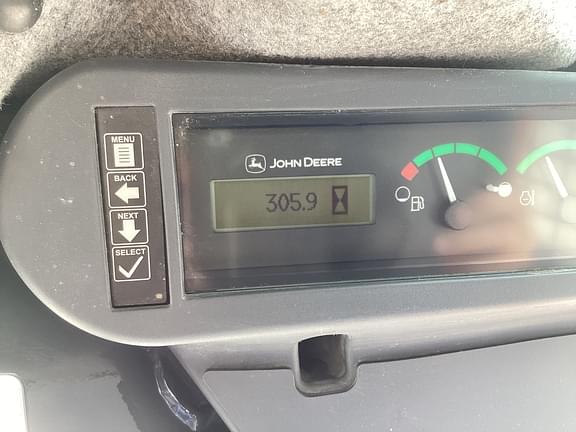 MENU
BACK
NEXT
SELECT
JOHN DEERE
305.9